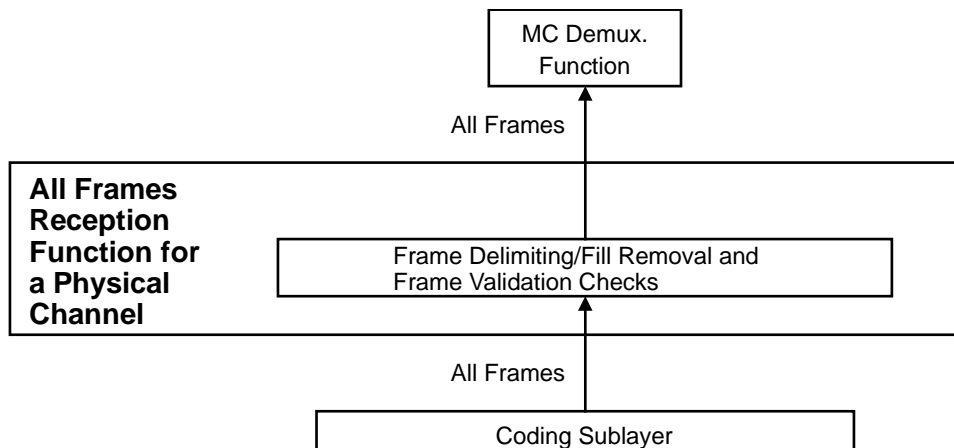 MC Demux.
Function
All Frames
All Frames
Reception
Function for
a Physical
Channel
Frame Delimiting/Fill Removal and
Frame Validation Checks
All Frames
Coding Sublayer